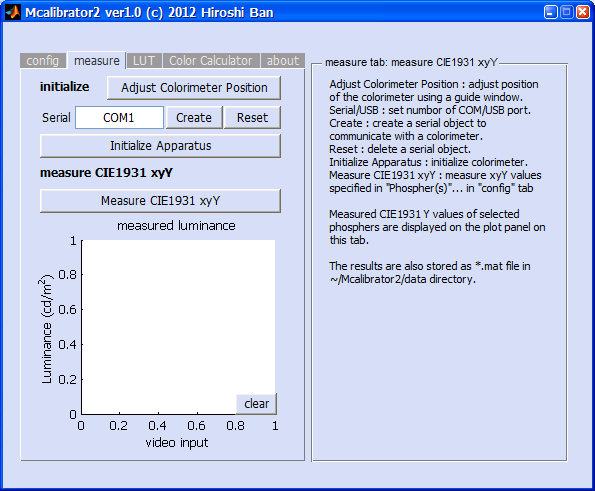 Mcalibrator2 ver1.0 (c) 2012 Hiroshi Ban
config measure LUT Color Calculator about
initialize Adjust Colorimeter Position
Serial COM1 Create Reset
Initialize Apparatus
measure CIE1931 xyY
Measure CIE1931 xyY
measured luminance
1
0.8
0.6
0.4
0.2
0
Luminance (cd/m2)
clear
0 0.2 0.4 0.6 0.8 1
video input
measure tab: measure CIE1931 xyY
Adjust Colorimeter Position : adjust position
of the colorimeter using a guide window.
Serial/USB : set numbor of COM/USB port.
Create : create a serial object to
communicate with a colorimeter.
Reset : delete a serial object.
Initialize Apparatus : initialize colorimeter.
Measure CIE1931 xyY : measure xyY values
specified in "Phospher(s)"... in "config" tab
Measured CIE1931 Y values of selected
phosphers are displayed on the plot panel on
this tab.
The results are also stored as *.mat file in
~/Mcalibrator2/data directory.